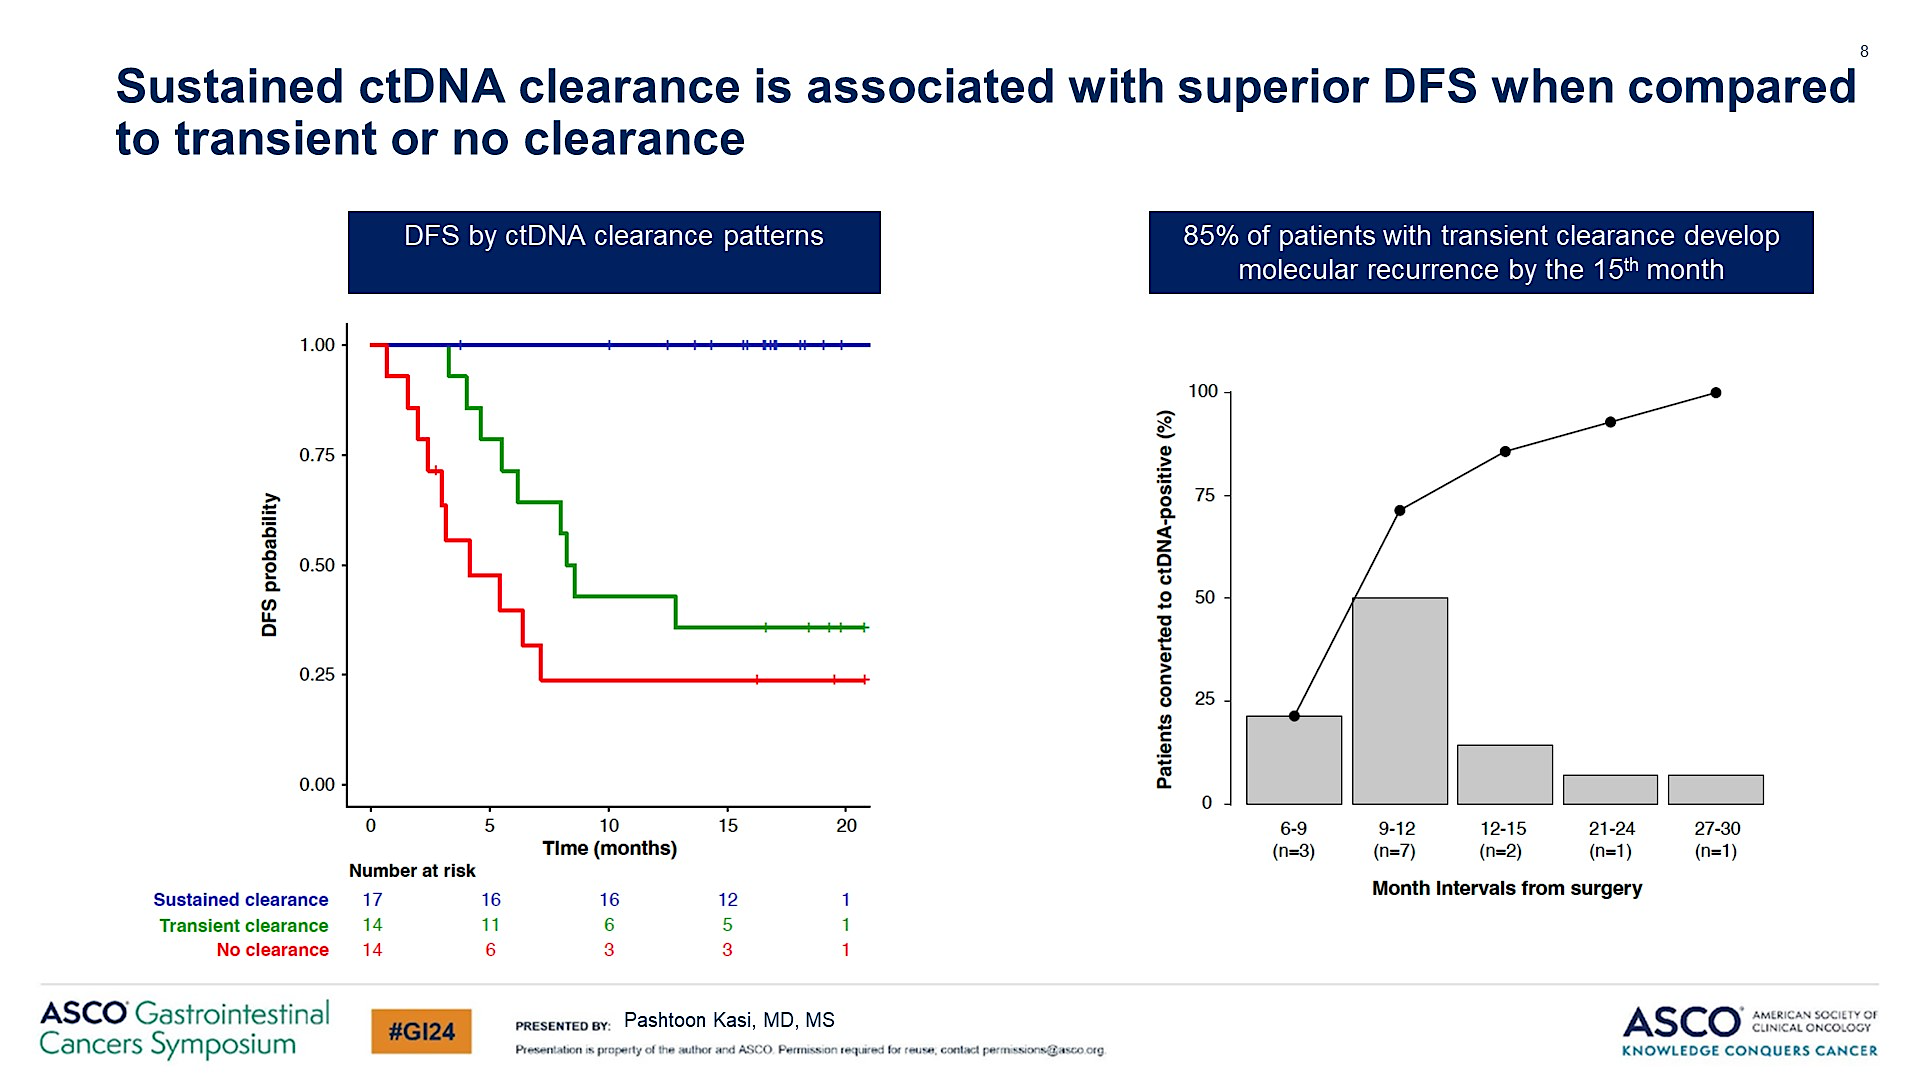 8
Sustained ctDNA clearance is associated with superior DFS when compared
to transient or no clearance
DFS by ctDNA clearance patterns
85% of patients with transient clearance develop
molecular recurrence by the 15th month
DFS probability
1.00
0.75
0.50
0.25
0.00
0 5 10 15 20
TIme (months)
Number at risk
Sustained clearance 17 16 16 12 1
Transient clearance 14 11 6 5 1
No clearance 14 6 3 3 1
Patients converted to ctDNA-positive (%)
100
75
50
25
0
6-9 9-12 12-15 21-24 27-30
(n=3) (n=7) (n=2) (n=1) (n=1)
Month Intervals from surgery
ASCO® Gastrointestinal
Cancers Symposium
#GI24
PRESENTED BY: Pashtoon Kasi, MD, MS
Presentation is property of the author and ASCO. Permission required for reuse; contact permissions@asco.org.
ASCO® AMERICAN SOCIETY OF
CLINICAL ONCOLOGY
KNOWLEDGE CONQUERS CANCER